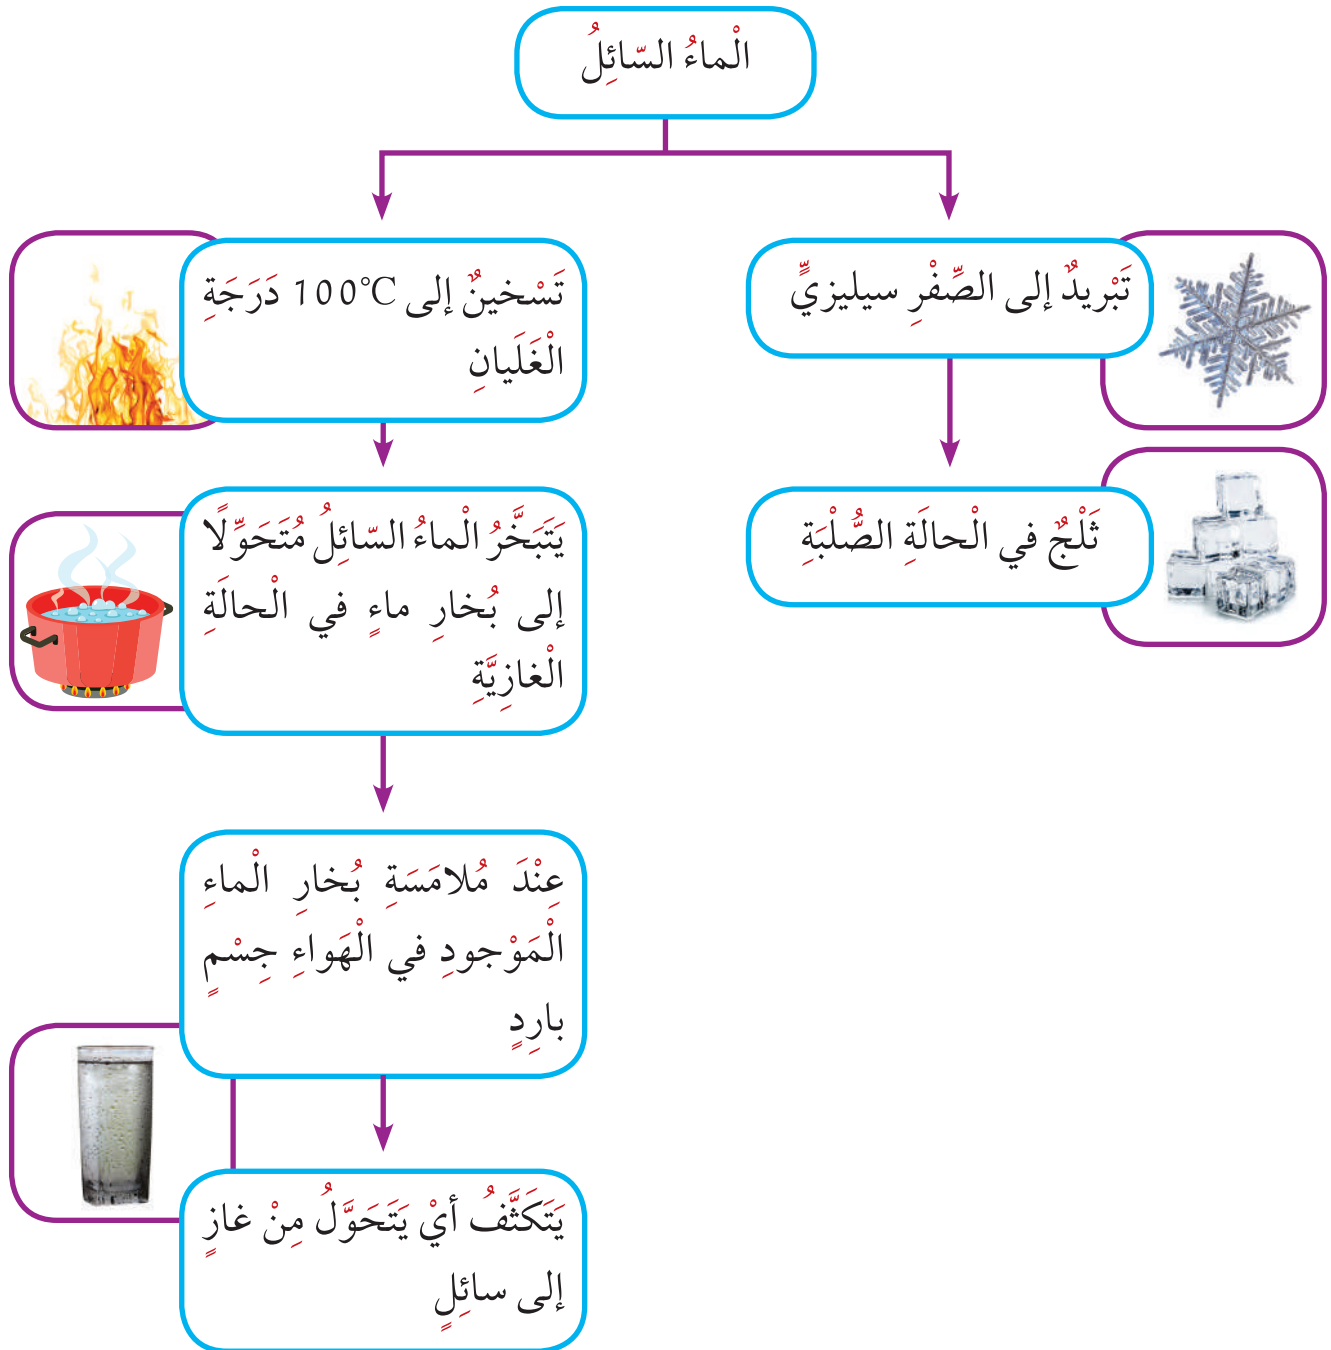 الْماءُ السّائِلُ
تَبْريدٌ إلى الصِّفْرِ سيليزيٍّ
ثَلْجٌ في الْحالَةِ الصُّلْبَةِ
تَسْخينٌ إلى 100°C دَرَجَةِ
الْغَلَيانِ
يَتَبَخَّرُ الْماءُ السّائِلُ مُتَحَوِّلًا
إلى بُخارِ ماءٍ في الْحالَةِ
الْغازِيَّةِ
عِنْدَ مُلامَسَةِ بُخارِ الْماءِ
الْمَوْجودِ في الْهَواءِ جِسْمٍ
بارِدٍ
يَتَكَثَّفُ أيْ يَتَحَوَّلُ مِنْ غازٍ
إلى سائِلٍ